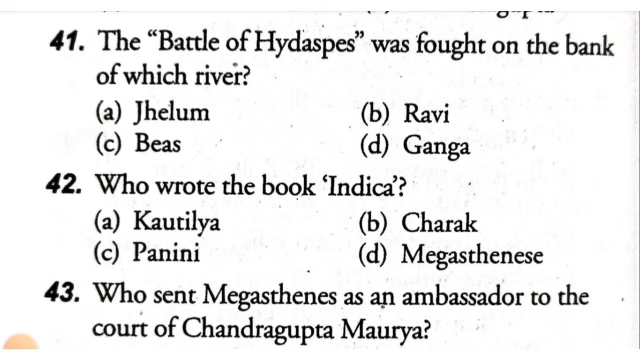 41. The “Battle of Hydaspes” was fought on the bank
of which river?
(a) Jhelum (b) Ravi
(c) Beas (d) Ganga
42. Who wrote the book ‘Indica’?
(a) Kautilya (b) Charak
(c) Panini (d) Megasthenese
43. Who sent Megasthenes as an ambassador to the
court of Chandragupta Maurya?